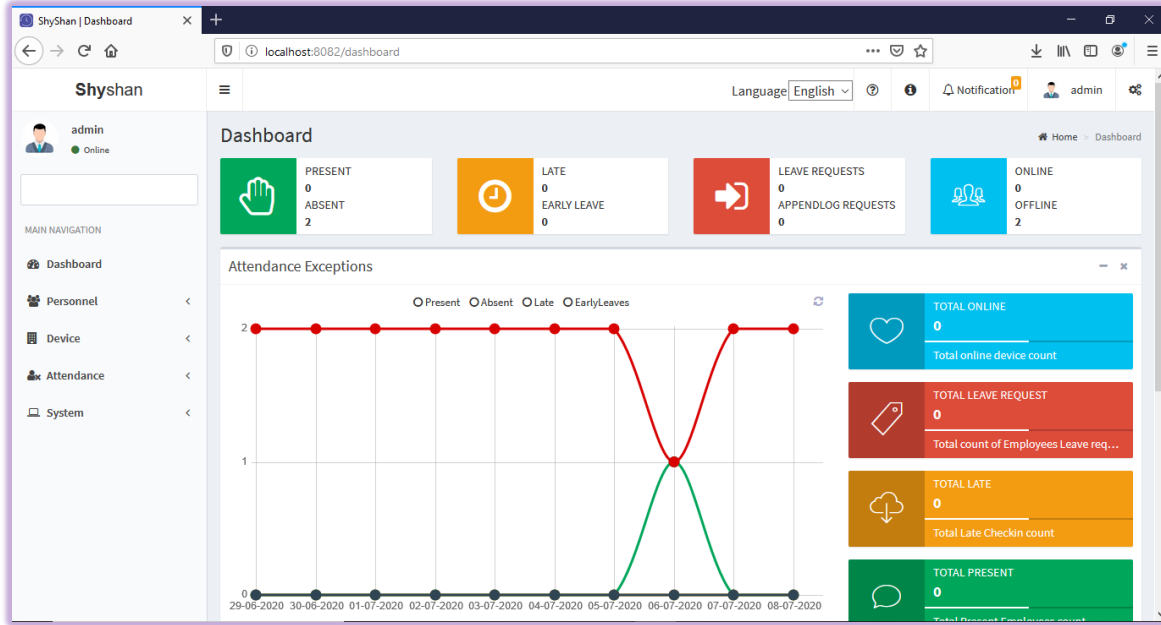 ShyShan | Dashboard
localhost:8082/dashboard
Shyshan
Language English
Notification 0
admin
admin
Online
MAIN NAVIGATION
Dashboard
Personnel
Device
Attendance
System
Dashboard
Home > Dashboard
PRESENT
0
ABSENT
2
LATE
0
EARLY LEAVE
0
LEAVE REQUESTS
0
APPENDLOG REQUESTS
0
ONLINE
0
OFFLINE
2
Attendance Exceptions
Present Absent Late EarlyLeaves
2
1
0
29-06-2020 30-06-2020 01-07-2020 02-07-2020 03-07-2020 04-07-2020 05-07-2020 06-07-2020 07-07-2020 08-07-2020
TOTAL ONLINE
0
Total online device count
TOTAL LEAVE REQUEST
0
Total count of Employees Leave req...
TOTAL LATE
0
Total Late Checkin count
TOTAL PRESENT
0
Total Present Employees count